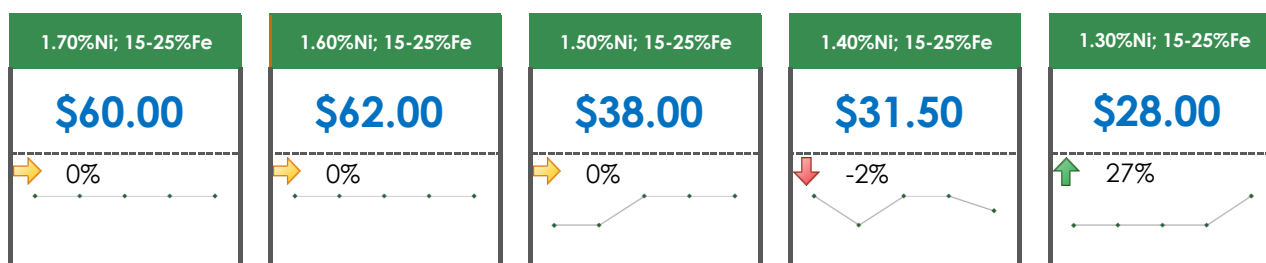 1.70%Ni; 15-25%Fe
$60.00
0%
1.60%Ni; 15-25%Fe
$62.00
0%
1.50%Ni; 15-25%Fe
$38.00
0%
1.40%Ni; 15-25%Fe
$31.50
-2%
1.30%Ni; 15-25%Fe
$28.00
27%